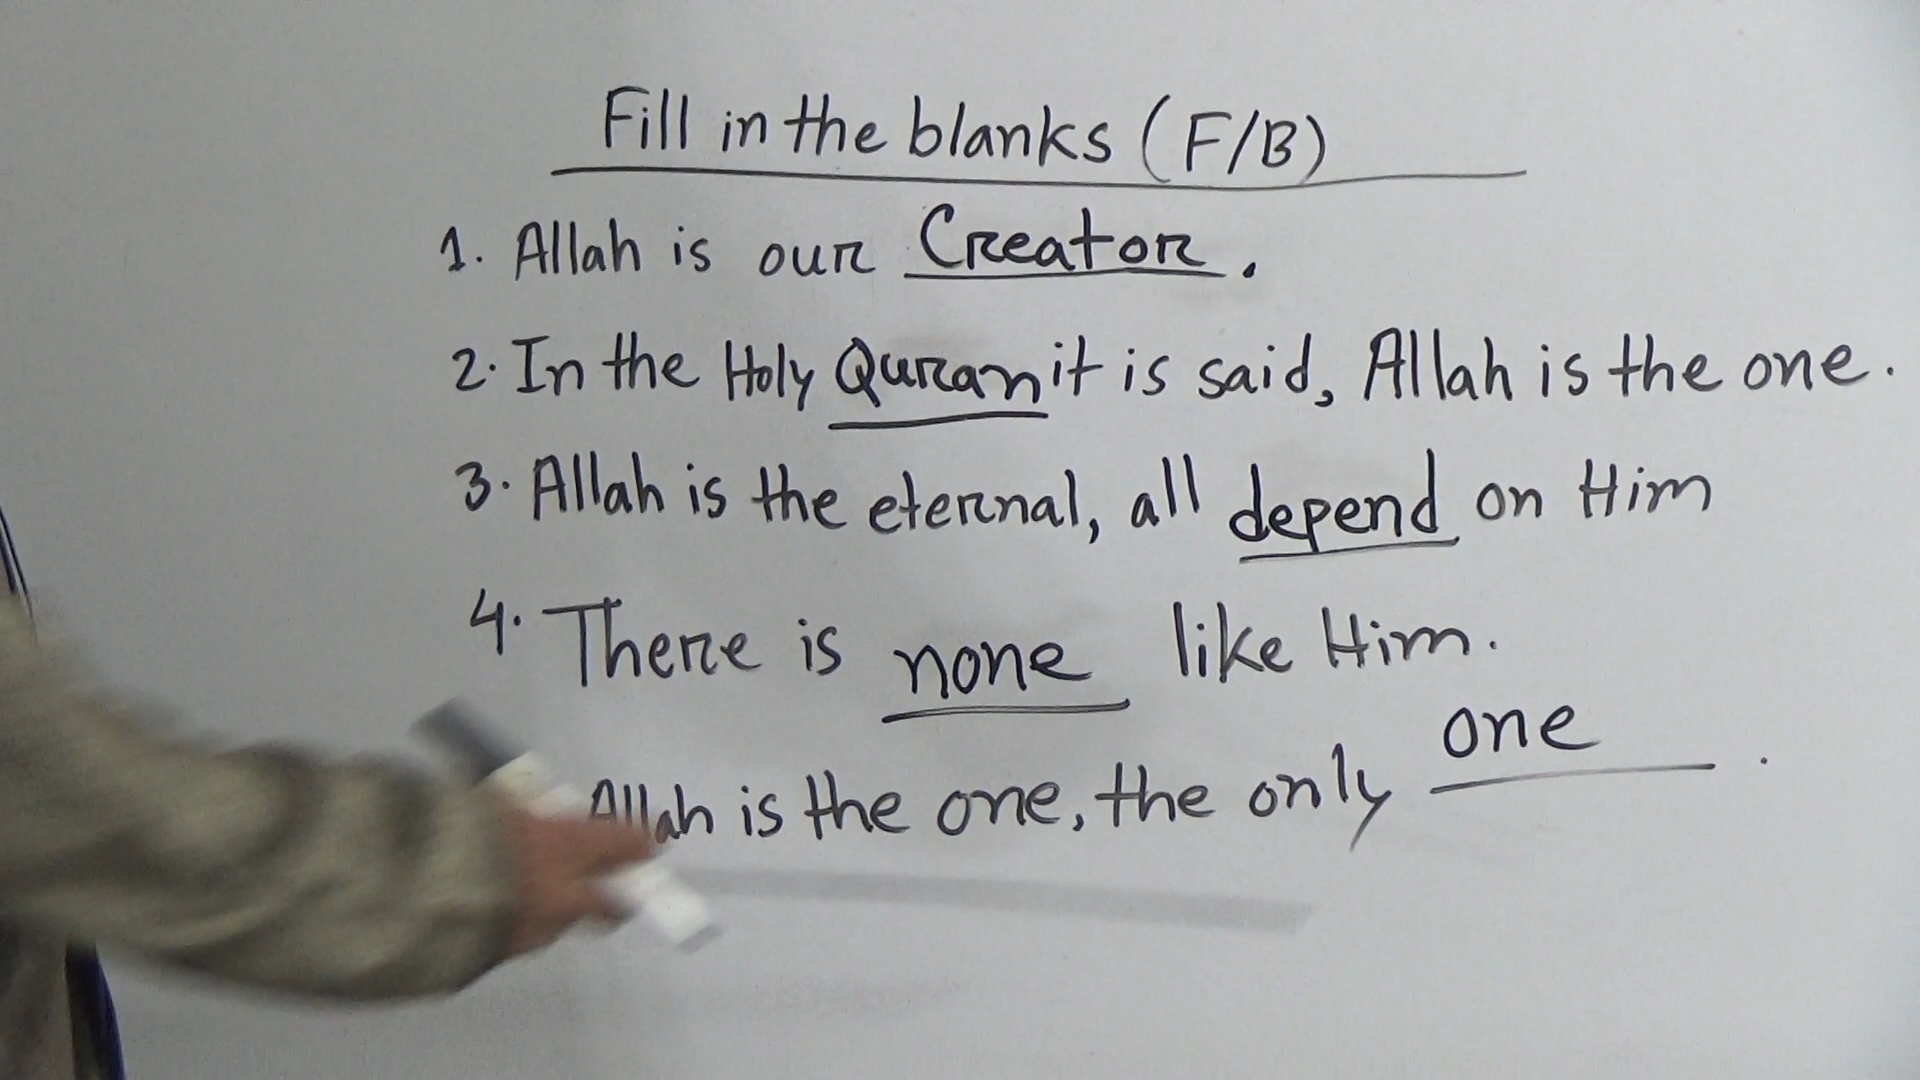 Fill in the blanks (F/B)
1. Allah is our Creator.
2. In the Holy Quran it is said, Allah is the one.
3. Allah is the eternal, all depend on Him
4. There is none like Him.
Allah is the one, the only one.